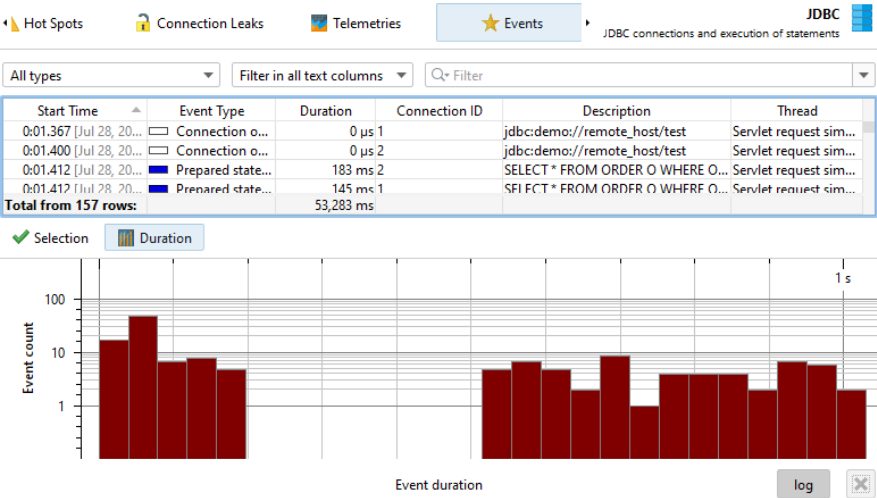 Hot Spots Connection Leaks Telemetries Events JDBC
JDBC connections and execution of statements
All types Filter in all text columns Filter
Start Time Event Type Duration Connection ID Description Thread
0:01.367 [Jul 28, 20... Connection o... 0 µs 1 jdbc:demo://remote_host/test Servlet request sim...
0:01.400 [Jul 28, 20... Connection o... 0 µs 2 jdbc:demo://remote_host/test Servlet request sim...
0:01.412 [Jul 28, 20... Prepared state... 183 ms 2 SELECT * FROM ORDER O WHERE O... Servlet request sim...
0:01.412 [Jul 28, 20... Prepared state... 145 ms 1 SELECT * FROM ORDER O WHERE O... Servlet request sim...
Total from 157 rows: 53,283 ms
Selection Duration
1 s
100
10
1
Event count
Event duration
log